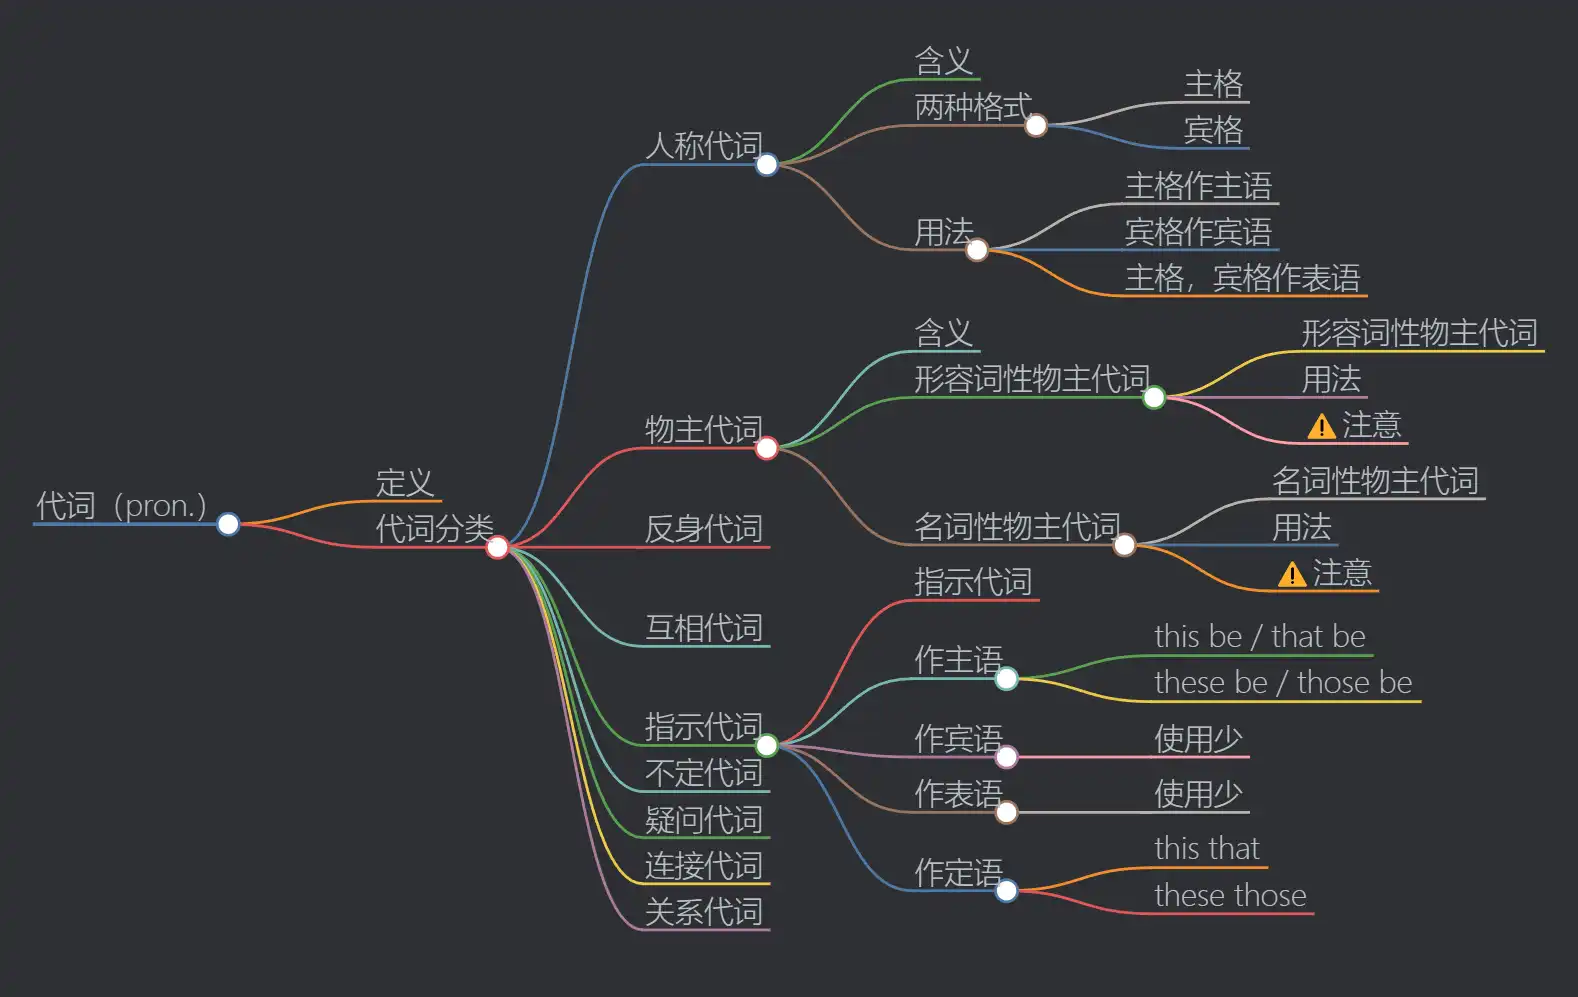 代词（pron.）
定义
代词分类
人称代词
含义
两种格式
主格
宾格
用法
主格作主语
宾格作宾语
主格，宾格作表语
物主代词
含义
形容词性物主代词
形容词性物主代词
用法
⚠️ 注意
名词性物主代词
名词性物主代词
用法
⚠️ 注意
反身代词
互相代词
指示代词
指示代词
作主语
this be / that be
these be / those be
作宾语
使用少
作表语
使用少
作定语
this that
these those
不定代词
疑问代词
连接代词
关系代词